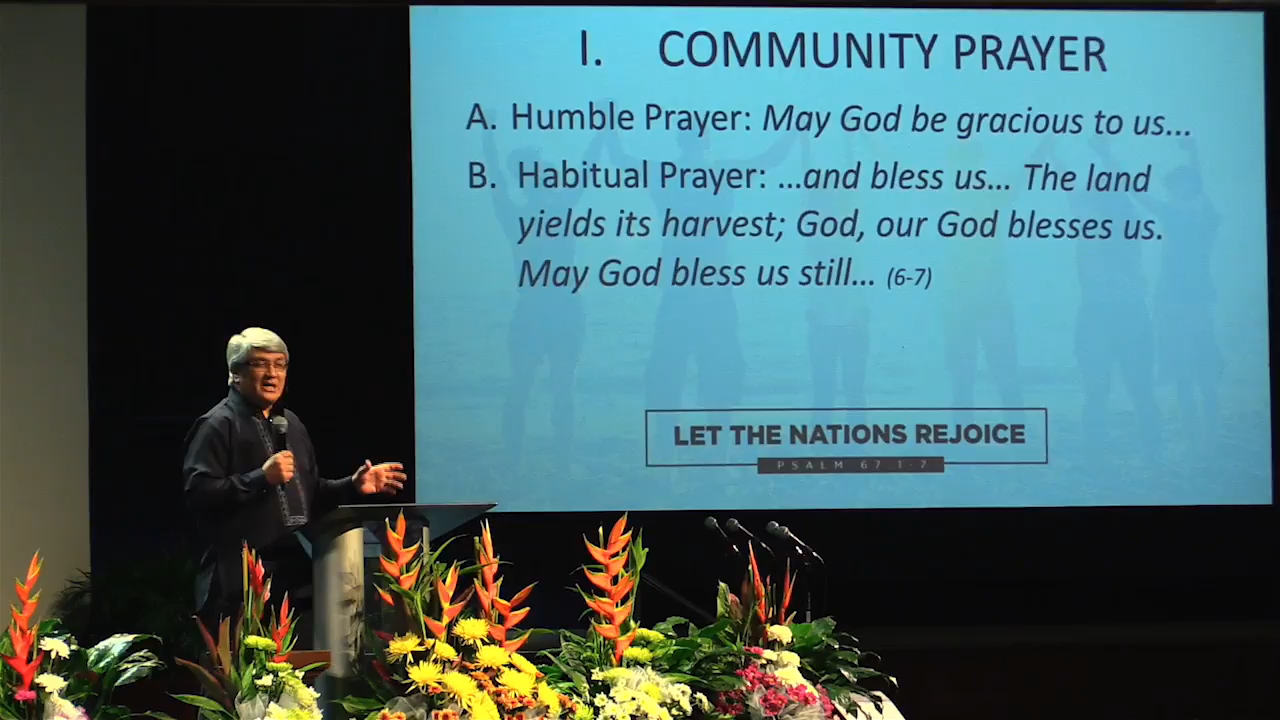 I. COMMUNITY PRAYER
A. Humble Prayer: May God be gracious to us...
B. Habitual Prayer: ...and bless us... The land
yields its harvest; God, our God blesses us.
May God bless us still... (6-7)
LET THE NATIONS REJOICE
PSALM 67 1-7